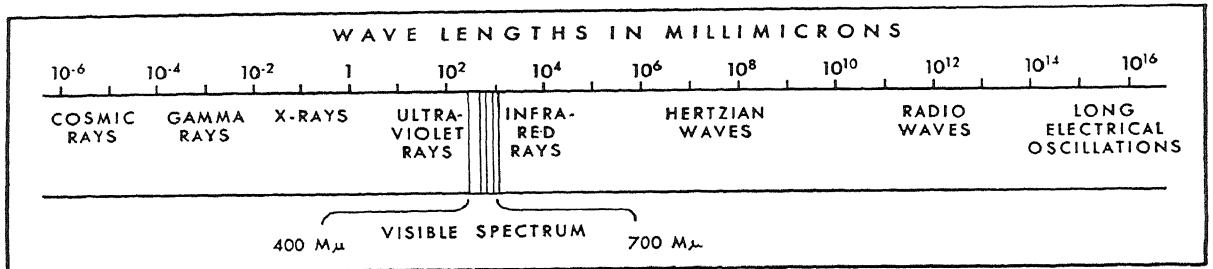 WAVE LENGTHS IN MILLIMICRONS
10⁻⁶ 10⁻⁴ 10⁻² 1 10² 10⁴ 10⁶ 10⁸ 10¹⁰ 10¹² 10¹⁴ 10¹⁶
COSMIC
RAYS
GAMMA
RAYS
X-RAYS
ULTRA-
VIOLET
RAYS
INFRA-
RED
RAYS
HERTZIAN
WAVES
RADIO
WAVES
LONG
ELECTRICAL
OSCILLATIONS
400 Mμ VISIBLE SPECTRUM 700 Mμ